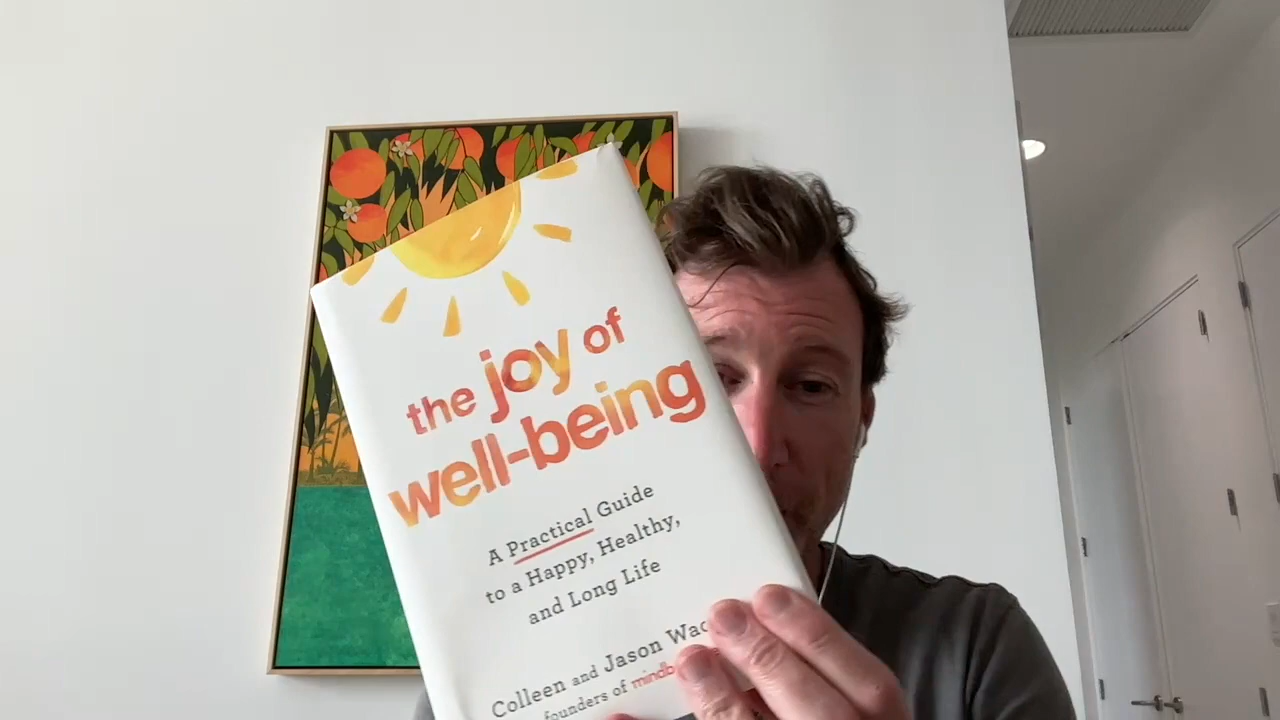 the joy of
well-being
A Practical Guide
to a Happy, Healthy,
and Long Life
Colleen and Jason
founders of